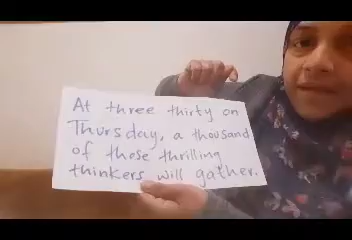 At three thirty on
Thursday, a thousand
of those thrilling
thinkers will gather.